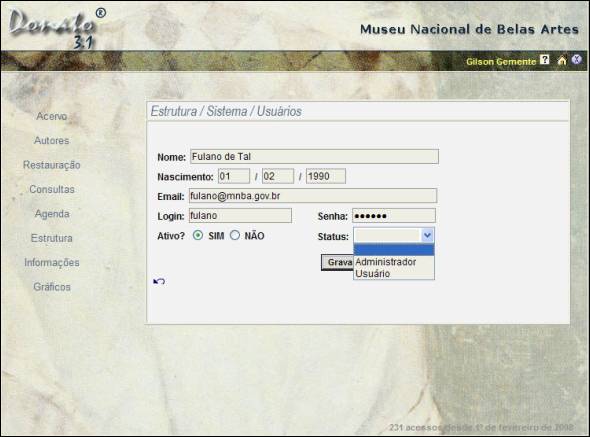 Donato ®
3.1
Museu Nacional de Belas Artes
Gilson Gemente ? X
Acervo
Autores
Restauração
Consultas
Agenda
Estrutura
Informações
Gráficos
Estrutura / Sistema / Usuários
Nome: Fulano de Tal
Nascimento: 01 / 02 / 1990
Email: fulano@mnba.gov.br
Login: fulano Senha: ●●●●●●
Ativo? SIM NÃO Status:
Administrador
Usuário
Grava
231 acessos desde 1º de fevereiro de 2008